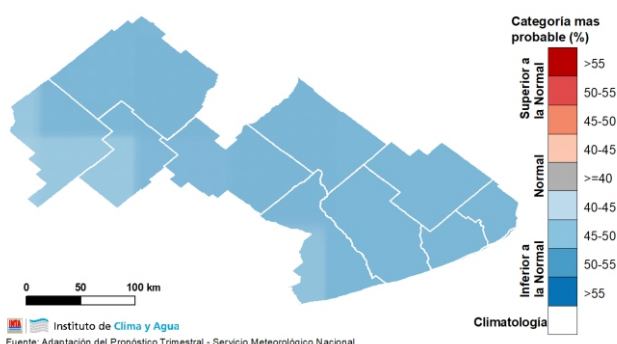 Categoría mas
probable (%)
Superior a
la Normal
>55
50-55
45-50
40-45
Normal
>=40
40-45
45-50
Inferior a
la Normal
50-55
>55
Climatología
0 50 100 km
INTA Instituto de Clima y Agua
Fuente: Adaptación del Pronóstico Trimestral - Servicio Meteorológico Nacional